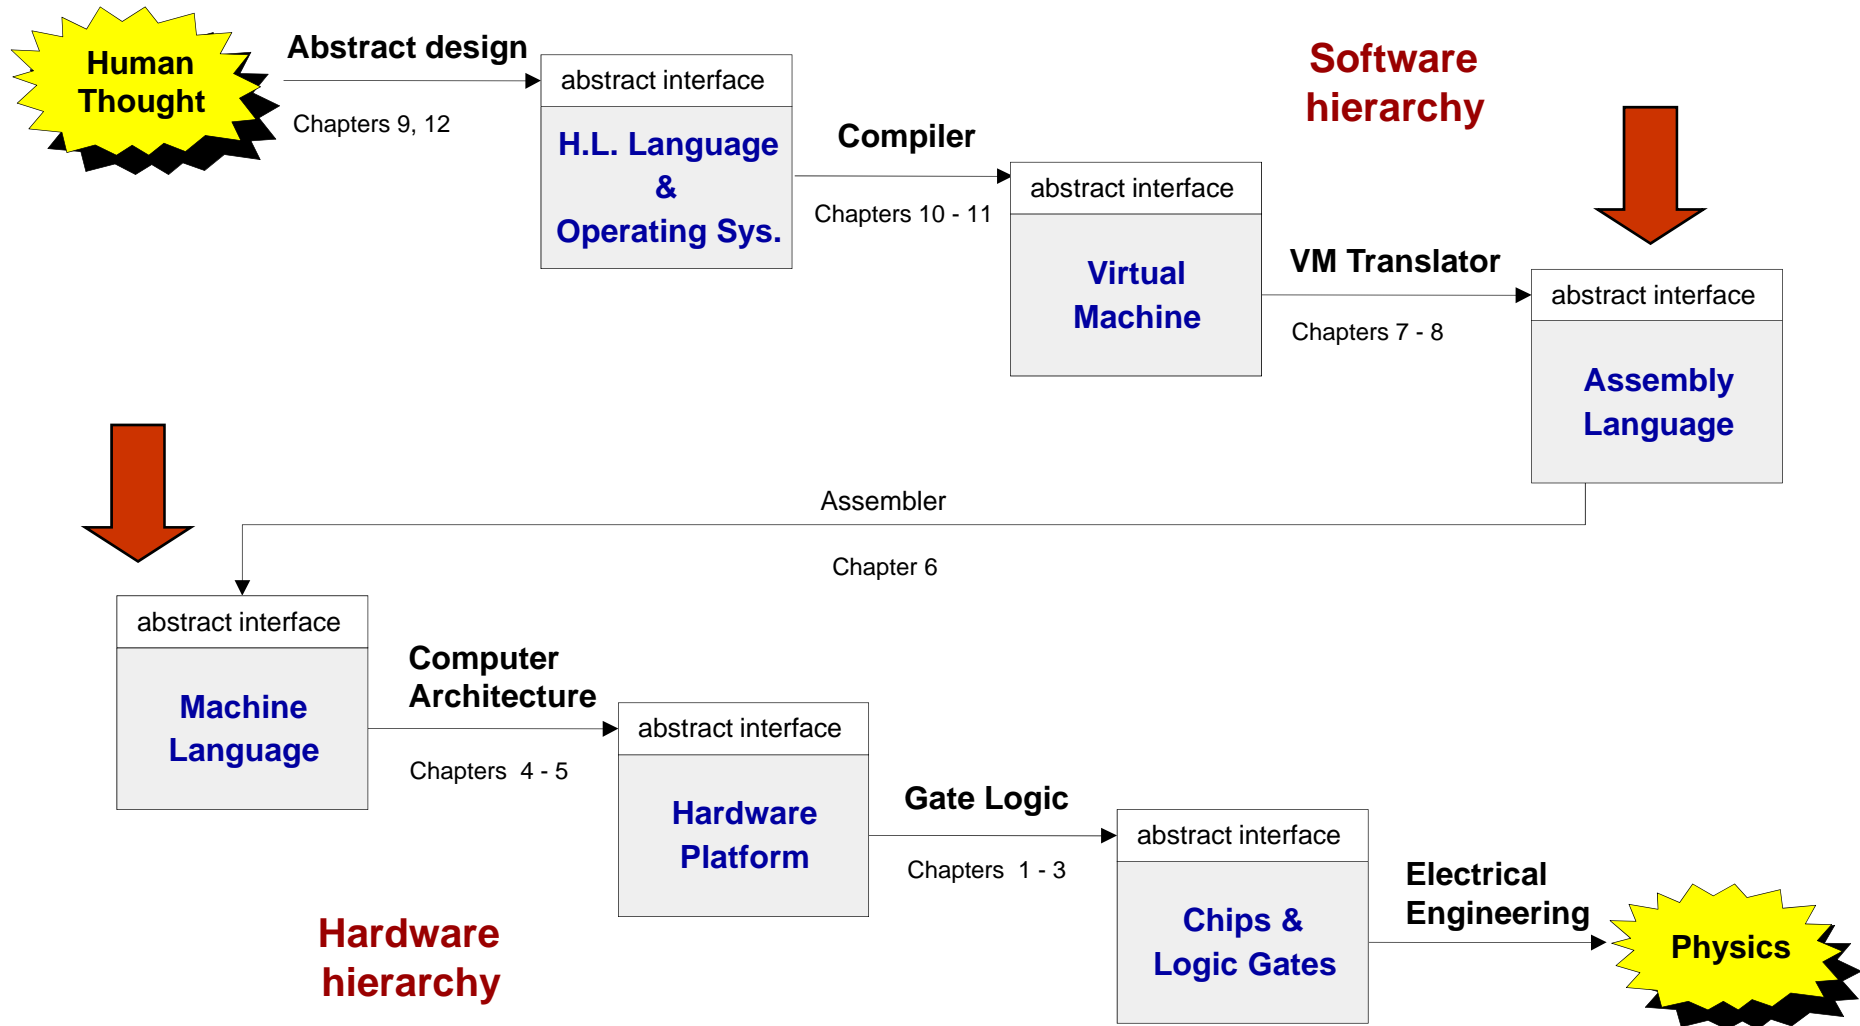 Human
Thought
Abstract design
Chapters 9, 12
abstract interface
H.L. Language
&
Operating Sys.
Compiler
Chapters 10 - 11
abstract interface
Virtual
Machine
Software
hierarchy
VM Translator
Chapters 7 - 8
abstract interface
Assembly
Language
Assembler
Chapter 6
abstract interface
Machine
Language
Computer
Architecture
Chapters 4 - 5
abstract interface
Hardware
Platform
Gate Logic
Chapters 1 - 3
abstract interface
Chips &
Logic Gates
Electrical
Engineering
Physics
Hardware
hierarchy